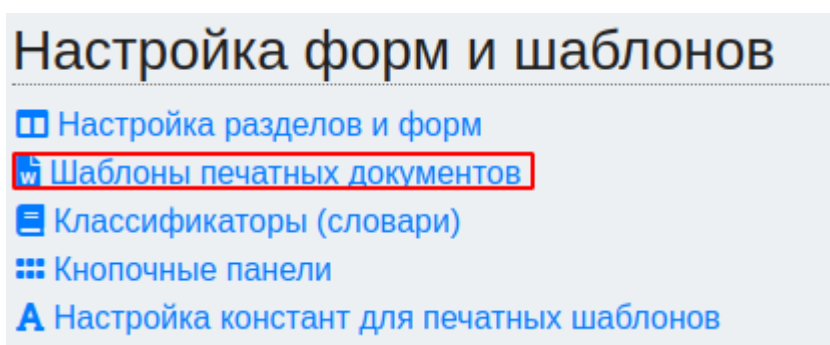 Настройка форм и шаблонов
Настройка разделов и форм
Шаблоны печатных документов
Классификаторы (словари)
Кнопочные панели
Настройка констант для печатных шаблонов